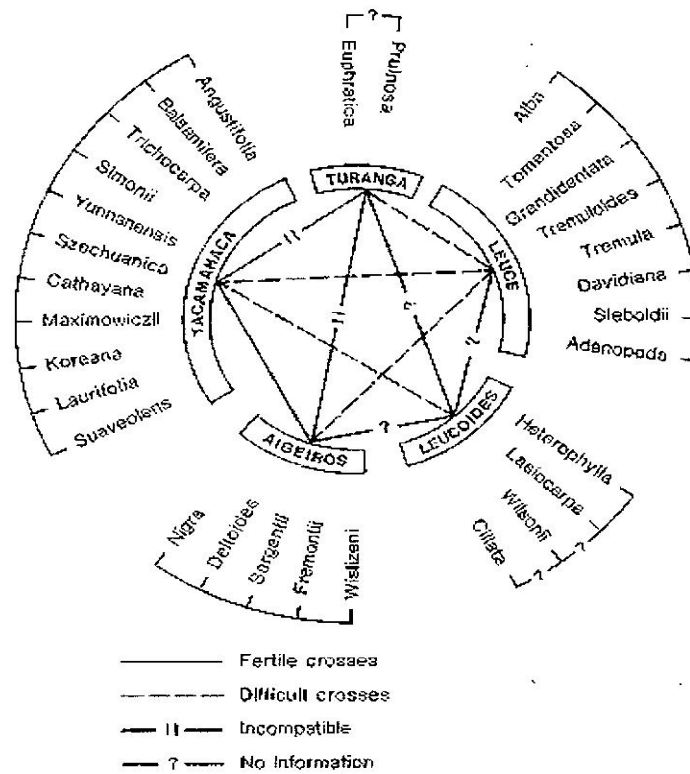 ?
Euphratica
Pruinosa
Angustifolia
Balsamifera
Trichocarpa
Simonii
Yunnanensis
Szechuanica
Cathayana
Maximowiczii
Koreana
Laurifolia
Suaveolens
Alba
Tomentosa
Grandidentata
Tremuloides
Tremula
Davidiana
Sieboldii
Adenopoda
TURANGA
TACAMAHACA
LEUCE
AIGEIROS
LEUCOIDES
?
?
?
Heterophylla
Lasiocarpa
Wilsonii
Ciliata
?
?
Nigra
Deltoides
Sargentii
Fremontii
Wislizeni
Fertile crosses
Difficult crosses
Incompatible
? No Information